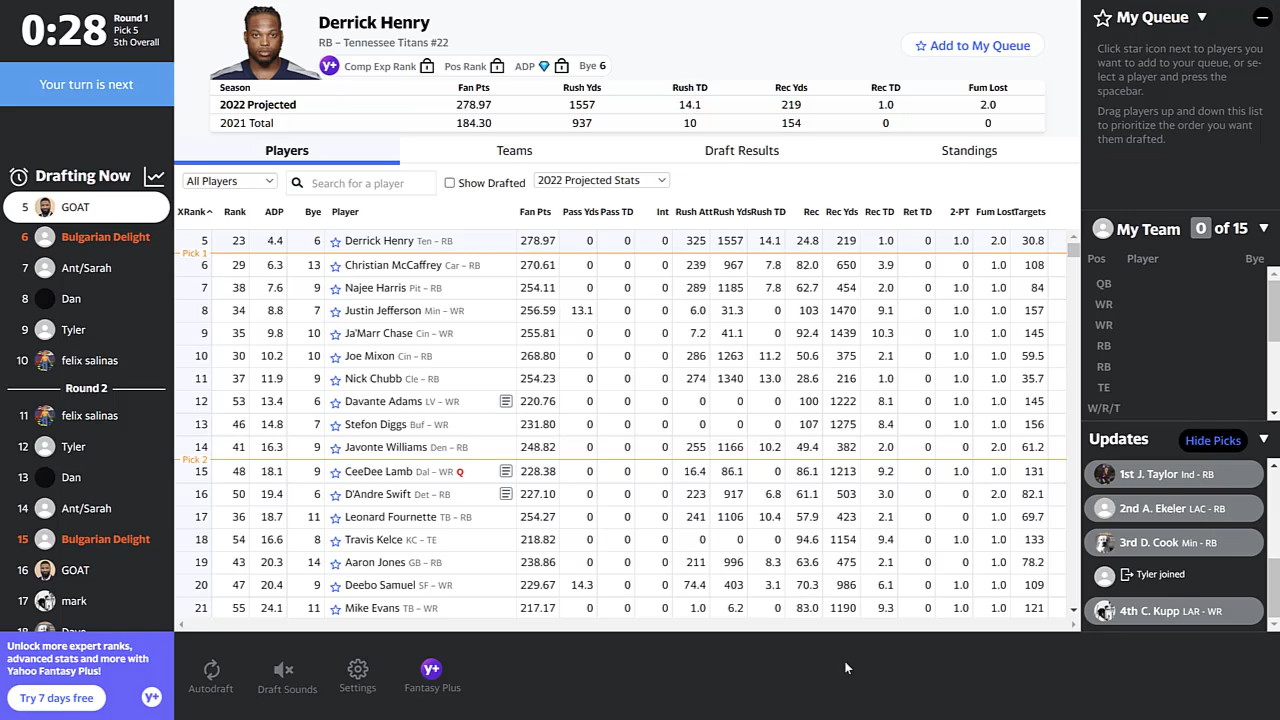 0:28
Round 1
Pick 5
5th Overall
Your turn is next
Drafting Now
5 GOAT
6 Bulgarian Delight
7 Ant/Sarah
8 Dan
9 Tyler
10 felix salinas
Round 2
11 felix salinas
12 Tyler
13 Dan
14 Ant/Sarah
15 Bulgarian Delight
16 GOAT
17 mark
Unlock more expert ranks,
advanced stats and more with
Yahoo Fantasy Plus!
Try 7 days free
y+
Derrick Henry
RB – Tennessee Titans #22
y+ Comp Exp Rank Pos Rank ADP Bye 6
Add to My Queue
Season Fan Pts Rush Yds Rush TD Rec Yds Rec TD Fum Lost
2022 Projected 278.97 1557 14.1 219 1.0 2.0
2021 Total 184.30 937 10 154 0 0
Players Teams Draft Results Standings
All Players Search for a player Show Drafted 2022 Projected Stats
XRank Rank ADP Bye Player Fan Pts Pass Yds Pass TD Int Rush Att Rush Yds Rush TD Rec Rec Yds Rec TD Ret TD 2-PT Fum Lost Targets
5 23 4.4 6 Derrick Henry Ten – RB 278.97 0 0 0 325 1557 14.1 24.8 219 1.0 0 1.0 2.0 30.8
Pick 1
6 29 6.3 13 Christian McCaffrey Car – RB 270.61 0 0 0 239 967 7.8 82.0 650 3.9 0 0 1.0 108
7 38 7.6 9 Najee Harris Pit – RB 254.11 0 0 0 289 1185 7.8 62.7 454 2.0 0 1.0 1.0 84
8 34 8.8 7 Justin Jefferson Min – WR 256.59 13.1 0 0 6.0 31.3 0 103 1470 9.1 0 1.0 1.0 157
9 33 9.8 10 Ja'Marr Chase Cin – WR 255.81 0 0 0 7.2 41.1 0 92.4 1439 10.3 0 1.0 1.0 145
10 30 10.2 10 Joe Mixon Cin – RB 268.80 0 0 0 286 1263 11.2 50.6 375 2.1 0 1.0 1.0 59.5
11 37 11.9 9 Nick Chubb Cle – RB 254.23 0 0 0 274 1340 13.0 28.6 216 1.0 0 1.0 1.0 35.7
12 53 13.4 6 Davante Adams LV – WR 220.76 0 0 0 0 0 0 100 1222 8.1 0 1.0 1.0 145
13 46 14.8 7 Stefon Diggs Buf – WR 231.80 0 0 0 0 0 0 107 1275 8.4 0 1.0 1.0 156
14 41 16.3 9 Javonte Williams Den – RB 248.82 0 0 0 255 1166 10.2 49.4 382 2.0 0 1.0 1.0 61.2
Pick 2
15 48 18.1 9 CeeDee Lamb Dal – WR Q 228.38 0 0 0 16.4 86.1 0 86.1 1213 9.2 0 1.0 1.0 131
16 50 19.4 6 D'Andre Swift Det – RB 227.10 0 0 0 223 917 6.8 61.1 503 3.0 0 1.0 2.0 82.1
17 36 18.7 11 Leonard Fournette TB – RB 254.27 0 0 0 241 1106 10.4 57.9 423 2.1 0 1.0 1.0 69.7
18 54 16.6 8 Travis Kelce KC – TE 218.82 0 0 0 0 0 0 94.6 1154 9.4 0 1.0 1.0 133
19 43 20.3 14 Aaron Jones GB – RB 238.86 0 0 0 211 996 8.3 63.6 475 2.1 0 1.0 1.0 78.2
20 47 20.4 9 Deebo Samuel SF – WR 229.67 14.3 0 0 74.4 403 3.1 70.3 986 6.1 0 1.0 1.0 109
21 55 24.1 11 Mike Evans TB – WR 217.17 0 0 0 1.0 6.2 0 83.0 1190 9.3 0 1.0 1.0 121
Autodraft Draft Sounds Settings Fantasy Plus
y+
My Queue
Click star icon next to players you
want to add to your queue, or se-
lect a player and press the
spacebar.
Drag players up and down this list
to prioritize the order you want
them drafted.
My Team 0 of 15
Pos Player Bye
QB
WR
WR
RB
RB
TE
W/R/T
Updates Hide Picks
1st J. Taylor Ind - RB
2nd A. Ekeler LAC - RB
3rd D. Cook Min - RB
Tyler joined
4th C. Kupp LAR - WR